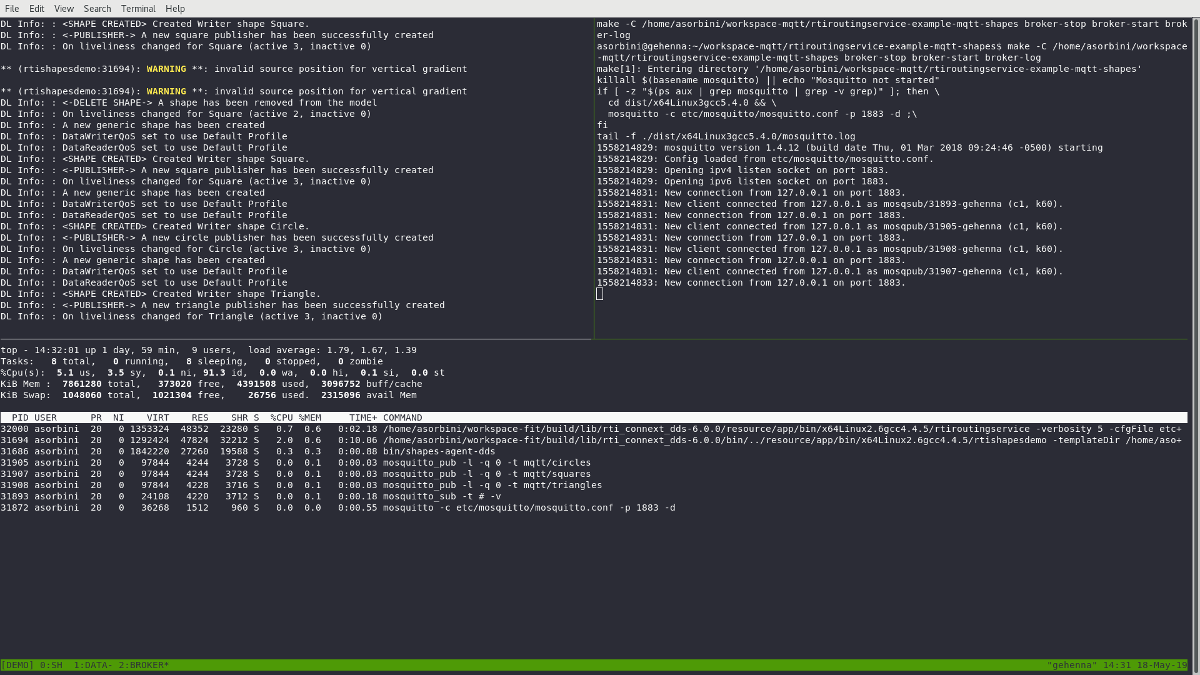 File Edit View Search Terminal Help
DL Info: : <SHAPE CREATED> Created Writer shape Square.
DL Info: : <-PUBLISHER-> A new square publisher has been successfully created
DL Info: : On liveliness changed for Square (active 3, inactive 0)
** (rtishapesdemo:31694): WARNING **: invalid source position for vertical gradient
** (rtishapesdemo:31694): WARNING **: invalid source position for vertical gradient
DL Info: : <-DELETE SHAPE-> A shape has been removed from the model
DL Info: : On liveliness changed for Square (active 2, inactive 0)
DL Info: : A new generic shape has been created
DL Info: : DataWriterQoS set to use Default Profile
DL Info: : DataReaderQoS set to use Default Profile
DL Info: : <SHAPE CREATED> Created Writer shape Square.
DL Info: : <-PUBLISHER-> A new square publisher has been successfully created
DL Info: : On liveliness changed for Square (active 3, inactive 0)
DL Info: : A new generic shape has been created
DL Info: : DataWriterQoS set to use Default Profile
DL Info: : DataReaderQoS set to use Default Profile
DL Info: : <SHAPE CREATED> Created Writer shape Circle.
DL Info: : <-PUBLISHER-> A new circle publisher has been successfully created
DL Info: : On liveliness changed for Circle (active 3, inactive 0)
DL Info: : A new generic shape has been created
DL Info: : DataWriterQoS set to use Default Profile
DL Info: : DataReaderQoS set to use Default Profile
DL Info: : <SHAPE CREATED> Created Writer shape Triangle.
DL Info: : <-PUBLISHER-> A new triangle publisher has been successfully created
DL Info: : On liveliness changed for Triangle (active 3, inactive 0)
make -C /home/asorbini/workspace-mqtt/rtiroutingservice-example-mqtt-shapes broker-stop broker-start brok
er-log
asorbini@gehenna:~/workspace-mqtt/rtiroutingservice-example-mqtt-shapes$ make -C /home/asorbini/workspace
-mqtt/rtiroutingservice-example-mqtt-shapes broker-stop broker-start broker-log
make[1]: Entering directory '/home/asorbini/workspace-mqtt/rtiroutingservice-example-mqtt-shapes'
killall $(basename mosquitto) || echo "Mosquitto not started"
if [ -z "$(ps aux | grep mosquitto | grep -v grep)" ]; then \
cd dist/x64Linux3gcc5.4.0 && \
mosquitto -c etc/mosquitto/mosquitto.conf -p 1883 -d ;\
fi
tail -f ./dist/x64Linux3gcc5.4.0/mosquitto.log
1558214829: mosquitto version 1.4.12 (build date Thu, 01 Mar 2018 09:24:46 -0500) starting
1558214829: Config loaded from etc/mosquitto/mosquitto.conf.
1558214829: Opening ipv4 listen socket on port 1883.
1558214829: Opening ipv6 listen socket on port 1883.
1558214831: New connection from 127.0.0.1 on port 1883.
1558214831: New client connected from 127.0.0.1 as mosqsub/31893-gehenna (c1, k60).
1558214831: New connection from 127.0.0.1 on port 1883.
1558214831: New client connected from 127.0.0.1 as mosqpub/31905-gehenna (c1, k60).
1558214831: New connection from 127.0.0.1 on port 1883.
1558214831: New client connected from 127.0.0.1 as mosqpub/31908-gehenna (c1, k60).
1558214831: New connection from 127.0.0.1 on port 1883.
1558214831: New client connected from 127.0.0.1 as mosqpub/31907-gehenna (c1, k60).
1558214833: New connection from 127.0.0.1 on port 1883.
top - 14:32:01 up 1 day, 59 min, 9 users, load average: 1.79, 1.67, 1.39
Tasks: 8 total, 0 running, 8 sleeping, 0 stopped, 0 zombie
%Cpu(s): 5.1 us, 3.5 sy, 0.1 ni, 91.3 id, 0.0 wa, 0.0 hi, 0.1 si, 0.0 st
KiB Mem : 7861280 total, 373020 free, 4391508 used, 3096752 buff/cache
KiB Swap: 1048060 total, 1021304 free, 26756 used. 2315096 avail Mem
PID USER PR NI VIRT RES SHR S %CPU %MEM TIME+ COMMAND
32000 asorbini 20 0 1353324 48352 23280 S 0.7 0.6 0:02.18 /home/asorbini/workspace-fit/build/lib/rti_connext_dds-6.0.0/resource/app/bin/x64Linux2.6gcc4.4.5/rtiroutingservice -verbosity 5 -cfgFile etc+
31694 asorbini 20 0 1292424 47824 32212 S 2.0 0.6 0:10.06 /home/asorbini/workspace-fit/build/lib/rti_connext_dds-6.0.0/bin/../resource/app/bin/x64Linux2.6gcc4.4.5/rtishapesdemo -templateDir /home/aso+
31686 asorbini 20 0 1842220 27260 19588 S 0.3 0.3 0:00.88 bin/shapes-agent-dds
31905 asorbini 20 0 97844 4244 3728 S 0.0 0.1 0:00.03 mosquitto_pub -l -q 0 -t mqtt/circles
31907 asorbini 20 0 97844 4244 3728 S 0.0 0.1 0:00.03 mosquitto_pub -l -q 0 -t mqtt/squares
31908 asorbini 20 0 97844 4228 3716 S 0.0 0.1 0:00.03 mosquitto_pub -l -q 0 -t mqtt/triangles
31893 asorbini 20 0 24108 4220 3712 S 0.0 0.1 0:00.18 mosquitto_sub -t # -v
31872 asorbini 20 0 36268 1512 960 S 0.0 0.0 0:00.55 mosquitto -c etc/mosquitto/mosquitto.conf -p 1883 -d
[DEMO] 0:SH 1:DATA- 2:BROKER* "gehenna" 14:31 18-May-19